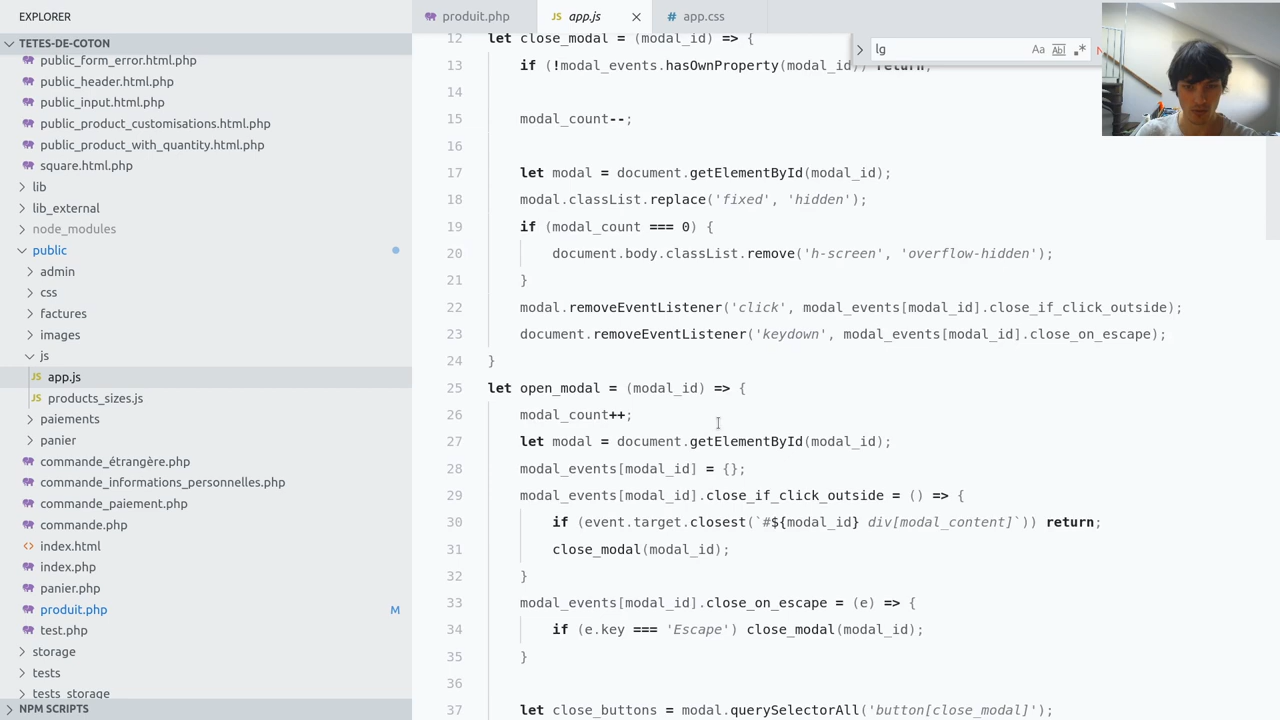 EXPLORER
TETES-DE-COTON
public_form_error.html.php
public_header.html.php
public_input.html.php
public_product_customisations.html.php
public_product_with_quantity.html.php
square.html.php
lib
lib_external
node_modules
public
admin
css
factures
images
js
JS app.js
JS products_sizes.js
paiements
panier
commande_étrangère.php
commande_informations_personnelles.php
commande_paiement.php
commande.php
<> index.html
index.php
panier.php
produit.php M
test.php
storage
tests
tests_storage
NPM SCRIPTS
produit.php
JS app.js
# app.css
lg
Aa Abl .*
12 let close_modal = (modal_id) => {
13 if (!modal_events.hasOwnProperty(modal_id)) return;
14
15 modal_count--;
16
17 let modal = document.getElementById(modal_id);
18 modal.classList.replace('fixed', 'hidden');
19 if (modal_count === 0) {
20 document.body.classList.remove('h-screen', 'overflow-hidden');
21 }
22 modal.removeEventListener('click', modal_events[modal_id].close_if_click_outside);
23 document.removeEventListener('keydown', modal_events[modal_id].close_on_escape);
24 }
25 let open_modal = (modal_id) => {
26 modal_count++;
27 let modal = document.getElementById(modal_id);
28 modal_events[modal_id] = {};
29 modal_events[modal_id].close_if_click_outside = () => {
30 if (event.target.closest(`#${modal_id} div[modal_content]`)) return;
31 close_modal(modal_id);
32 }
33 modal_events[modal_id].close_on_escape = (e) => {
34 if (e.key === 'Escape') close_modal(modal_id);
35 }
36
37 let close_buttons = modal.querySelectorAll('button[close_modal]');